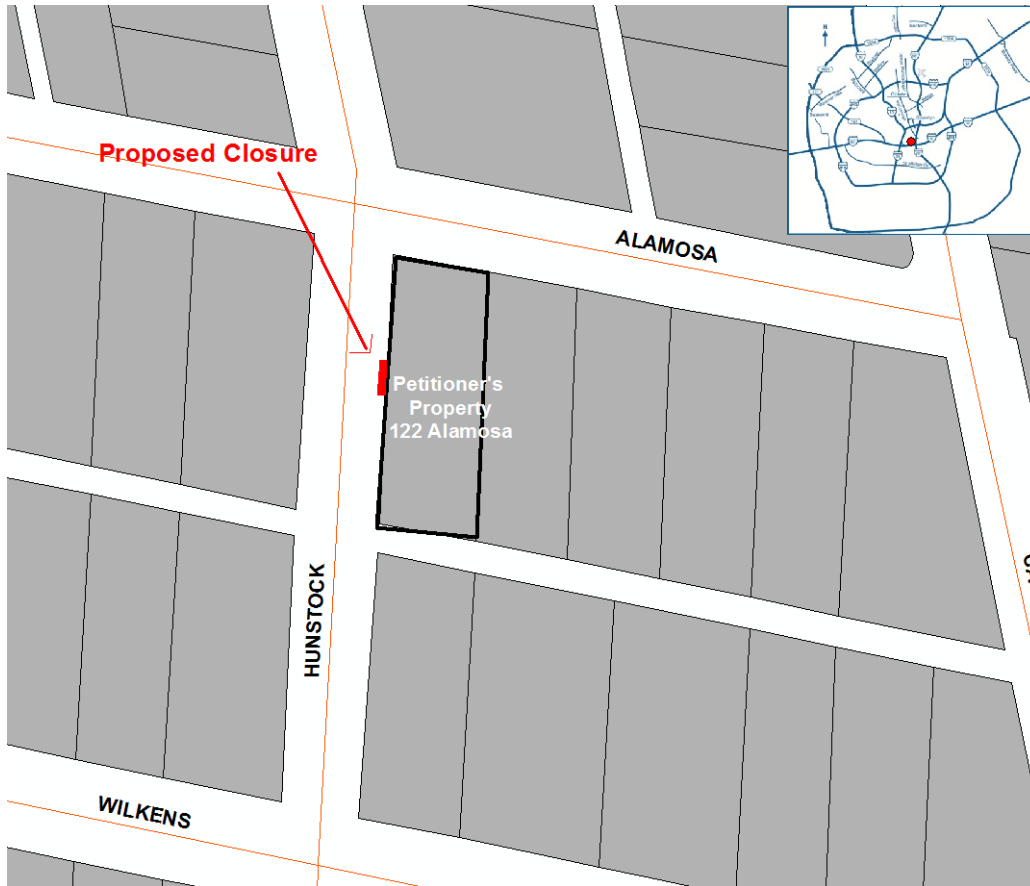 Proposed Closure
ALAMOSA
Petitioner's
Property
122 Alamosa
HUNSTOCK
WILKENS